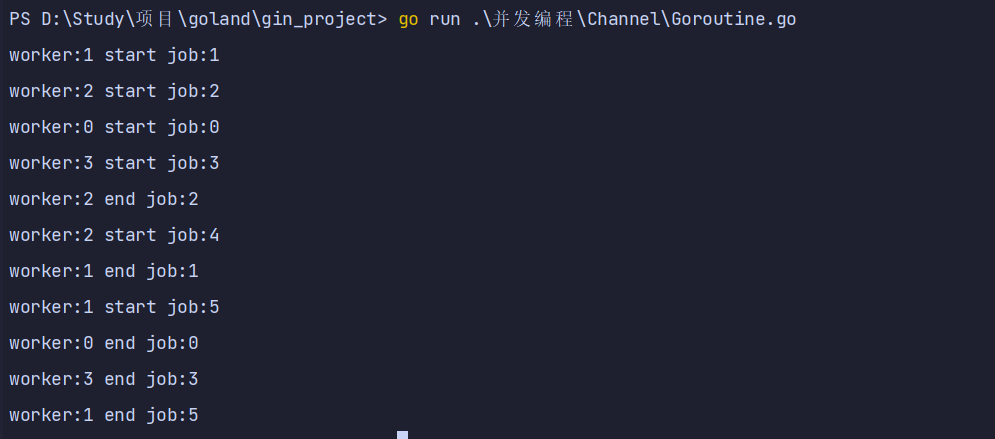 PS D:\Study\项目\goland\gin_project> go run .\并发编程\Channel\Goroutine.go
worker:1 start job:1
worker:2 start job:2
worker:0 start job:0
worker:3 start job:3
worker:2 end job:2
worker:2 start job:4
worker:1 end job:1
worker:1 start job:5
worker:0 end job:0
worker:3 end job:3
worker:1 end job:5